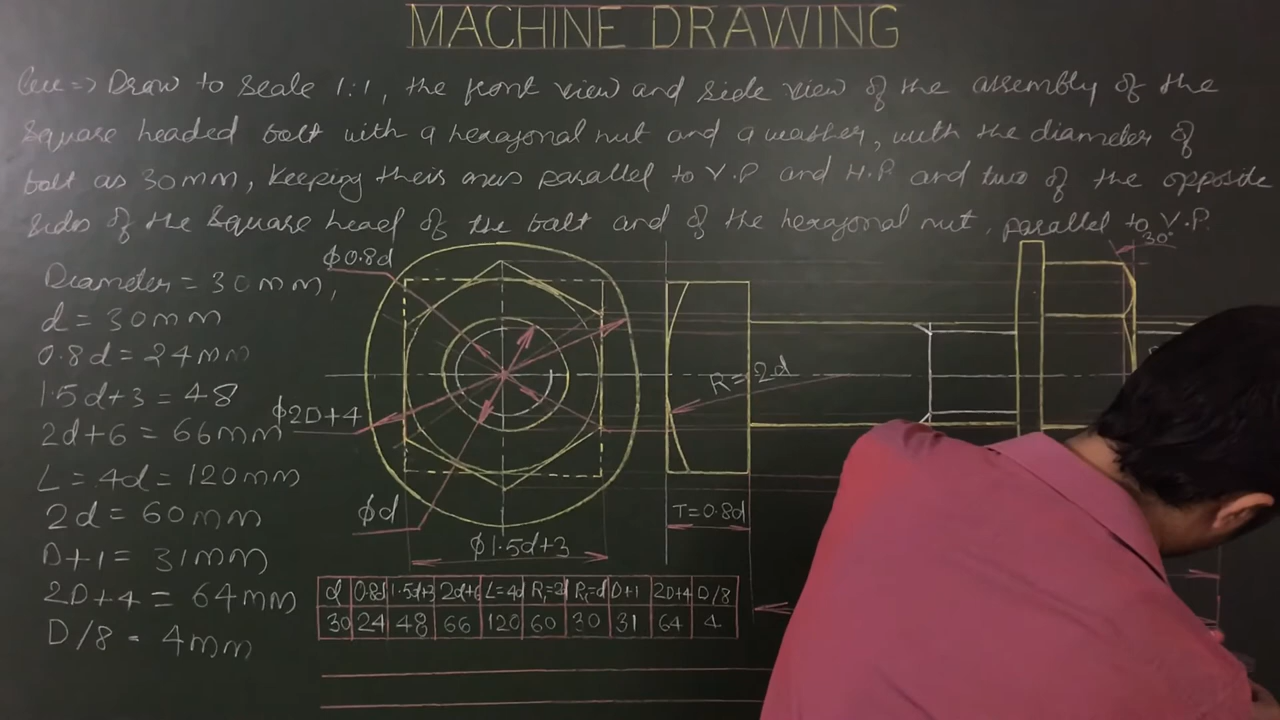 MACHINE DRAWING
Que=> Draw to Scale 1:1, the front view and side view of the assembly of the
Square headed bolt with a hexagonal nut and a washer, with the diameter of
bolt as 30MM, keeping their axes parallel to V.P and H.P and two of the opposite
sides of the square head of the bolt and of the hexagonal nut, parallel to V.P.
30°
φ0.8d
Diameter = 30mm,
d = 30mm
0.8d = 24mm
1.5d+3 = 48
2d+6 = 66mm
L = 4d = 120mm
2d = 60mm
D+1 = 31mm
2D+4 = 64mm
D/8 = 4mm
φ2D+4
R=2d
φd
T=0.8d
φ1.5d+3
d 0.8d 1.5d+3 2d+6 L=4d R=2d R=d D+1 2D+4 D/8
30 24 48 66 120 60 30 31 64 4